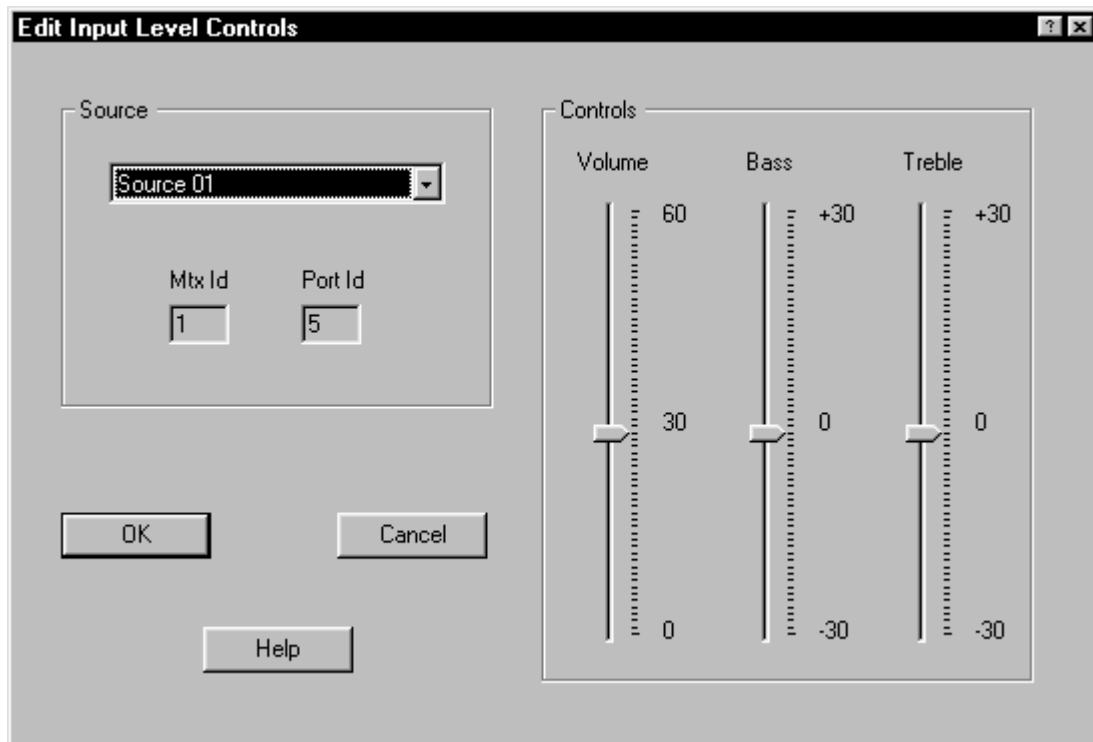 Edit Input Level Controls
Source
Source 01
Mtx Id
Port Id
1
5
OK
Cancel
Help
Controls
Volume
Bass
Treble
60
+30
+30
30
0
0
0
-30
-30